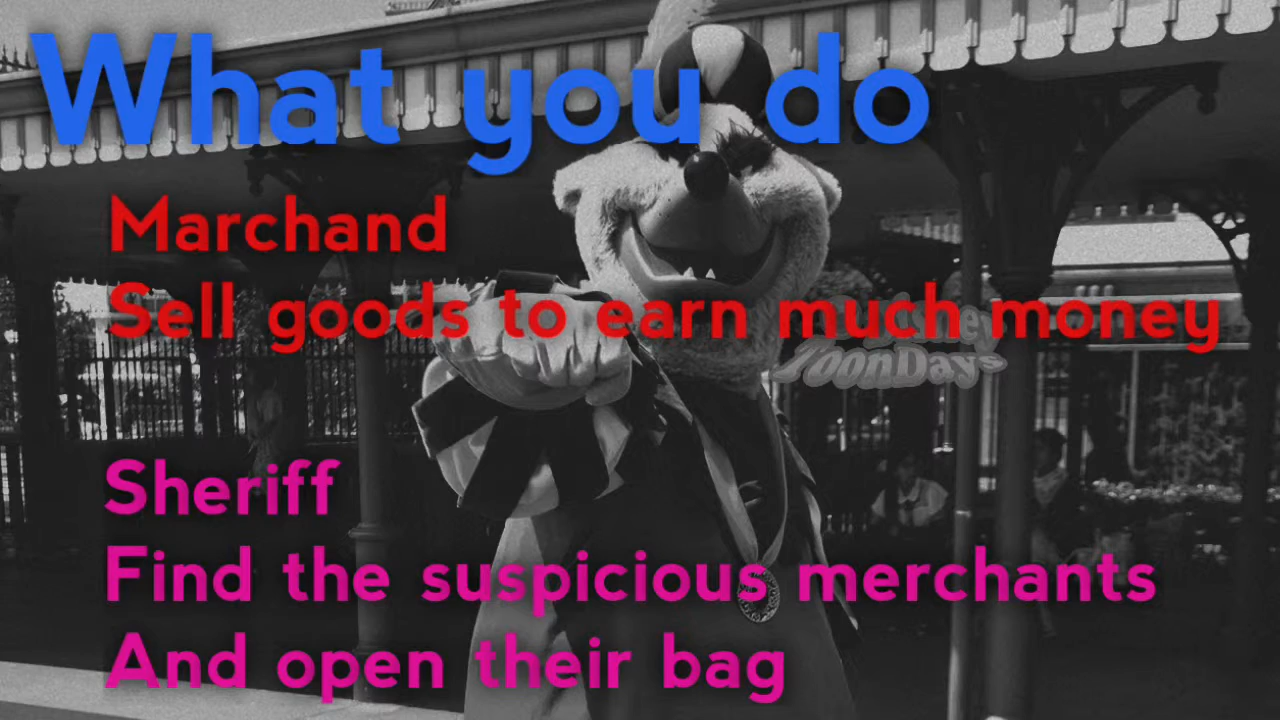 What you do
Marchand
Sell goods to earn much money
ToonDays
Sheriff
Find the suspicious merchants
And open their bag